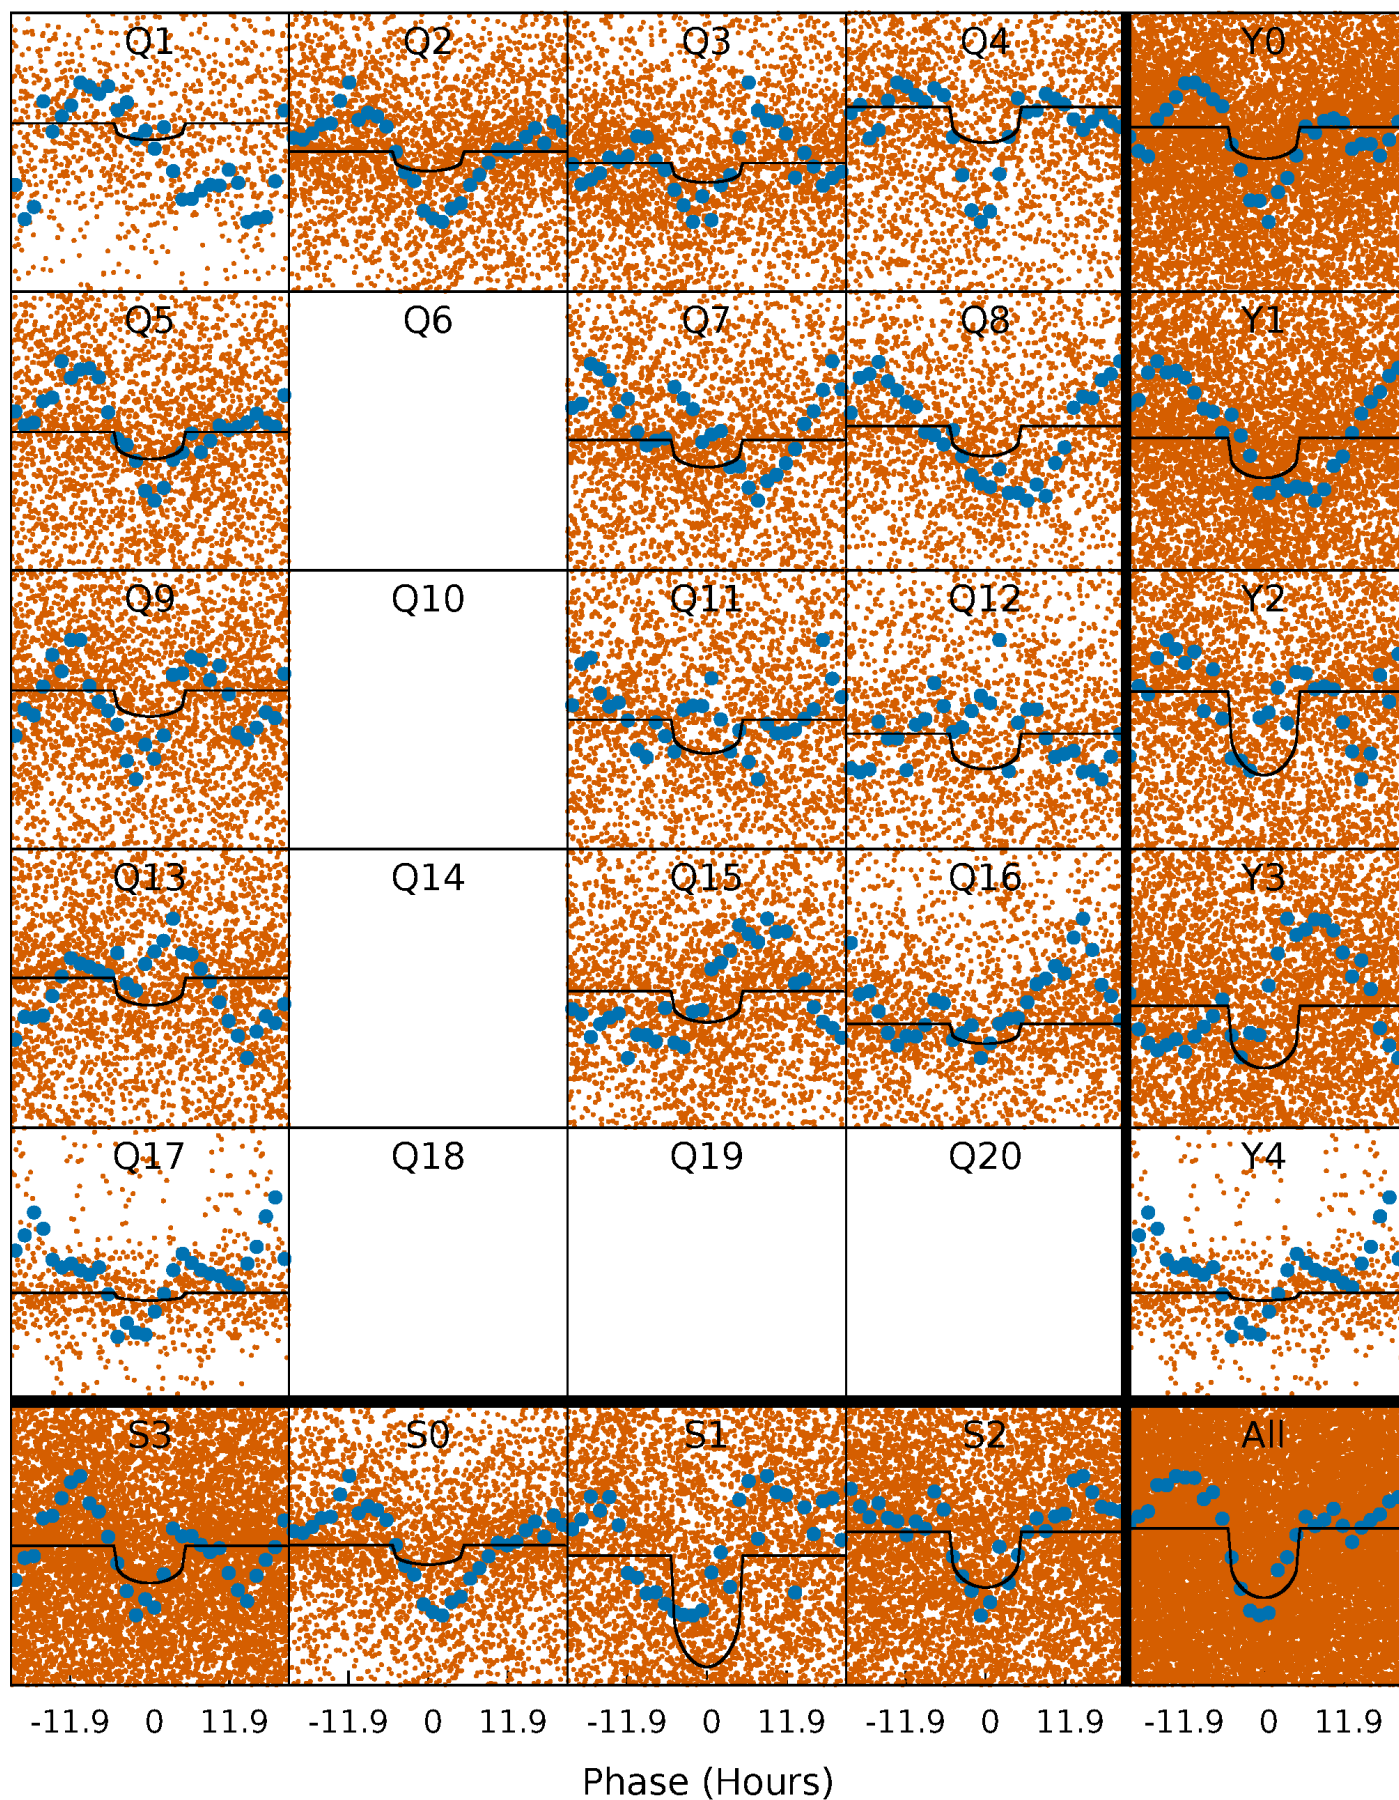 Q1 Q2 Q3 Q4 Y0
Q5 Q6 Q7 Q8 Y1
Q9 Q10 Q11 Q12 Y2
Q13 Q14 Q15 Q16 Y3
Q17 Q18 Q19 Q20 Y4
S3 S0 S1 S2 All
-11.9 0 11.9 -11.9 0 11.9 -11.9 0 11.9 -11.9 0 11.9 -11.9 0 11.9
Phase (Hours)